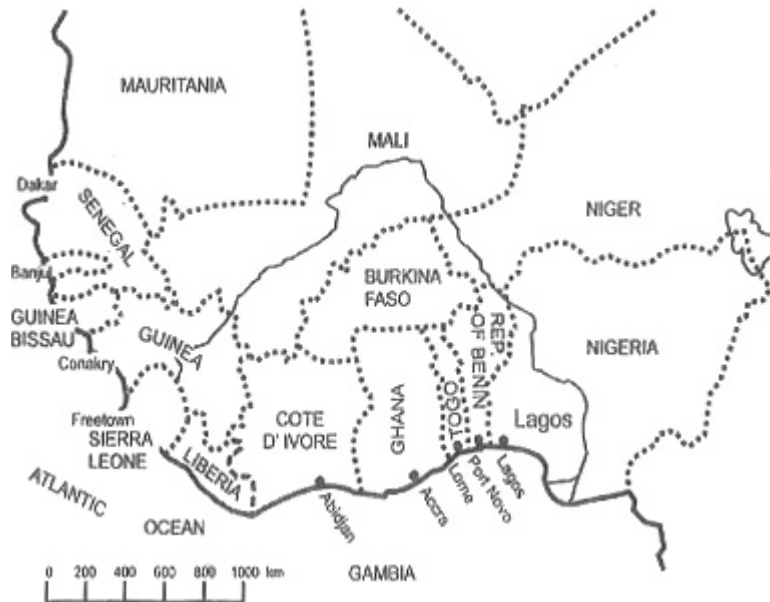 MAURITANIA
MALI
Dakar
SENEGAL
NIGER
Banjul
BURKINA
FASO
GUINEA
BISSAU
GUINEA
REP.
OF BENIN
NIGERIA
Conakry
GHANA
TOGO
Freetown
SIERRA
LEONE
COTE
D' IVORE
Lagos
LIBERIA
ATLANTIC
OCEAN
Abidjan
Accra
Lome
Port Novo
Lagos
0 200 400 600 800 1000 km
GAMBIA